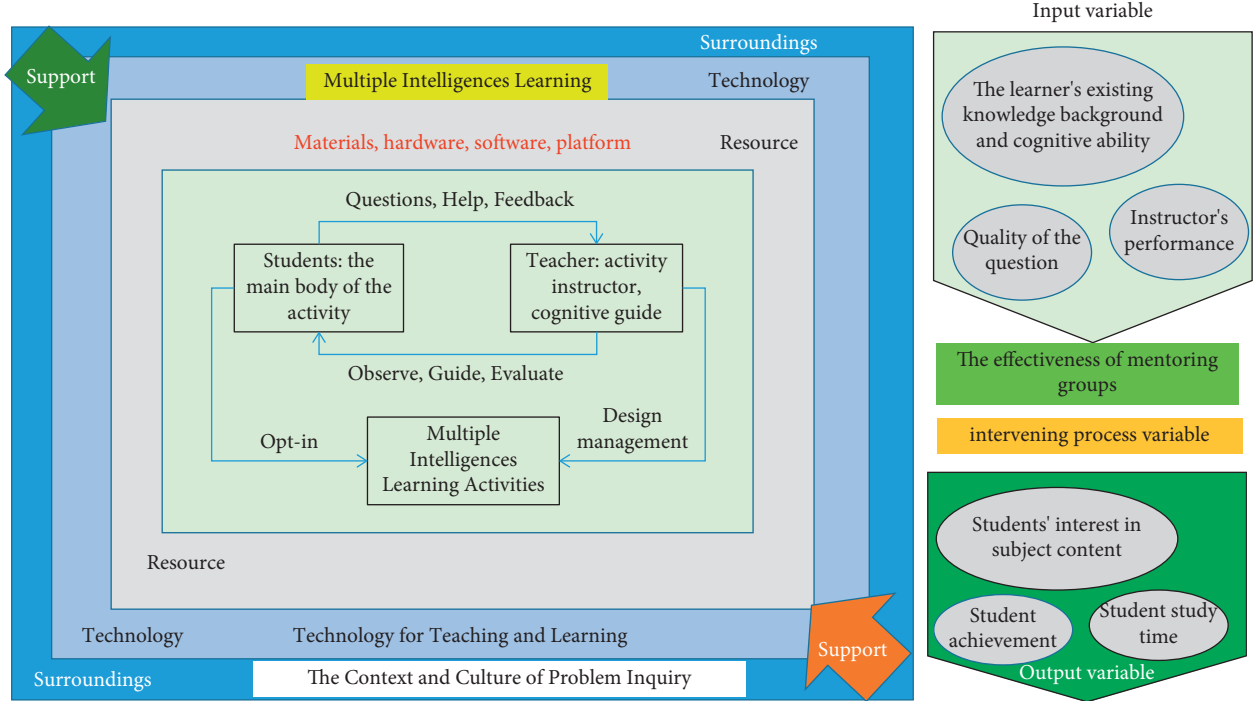 Surroundings
Support
Multiple Intelligences Learning
Technology
Materials, hardware, software, platform
Resource
Questions, Help, Feedback
Students: the
main body of the
activity
Teacher: activity
instructor,
cognitive guide
Observe, Guide, Evaluate
Opt-in
Design
management
Multiple
Intelligences
Learning Activities
Resource
Technology
Technology for Teaching and Learning
Support
Surroundings
The Context and Culture of Problem Inquiry
Input variable
The learner's existing
knowledge background
and cognitive ability
Quality of the
question
Instructor's
performance
The effectiveness of mentoring
groups
intervening process variable
Students' interest in
subject content
Student
achievement
Student study
time
Output variable